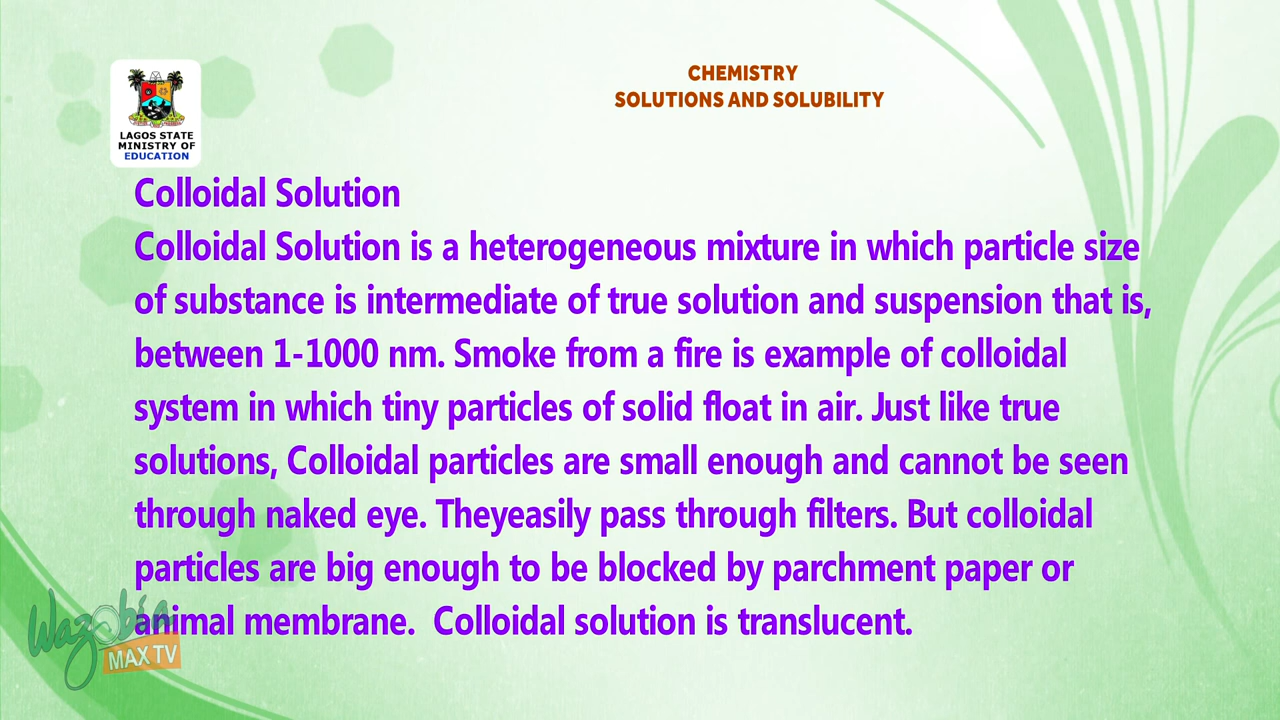 CHEMISTRY
SOLUTIONS AND SOLUBILITY
LAGOS STATE
MINISTRY OF
EDUCATION
Colloidal Solution
Colloidal Solution is a heterogeneous mixture in which particle size
of substance is intermediate of true solution and suspension that is,
between 1-1000 nm. Smoke from a fire is example of colloidal
system in which tiny particles of solid float in air. Just like true
solutions, Colloidal particles are small enough and cannot be seen
through naked eye. Theyeasily pass through filters. But colloidal
particles are big enough to be blocked by parchment paper or
animal membrane.  Colloidal solution is translucent.
Wazobia
MAX TV